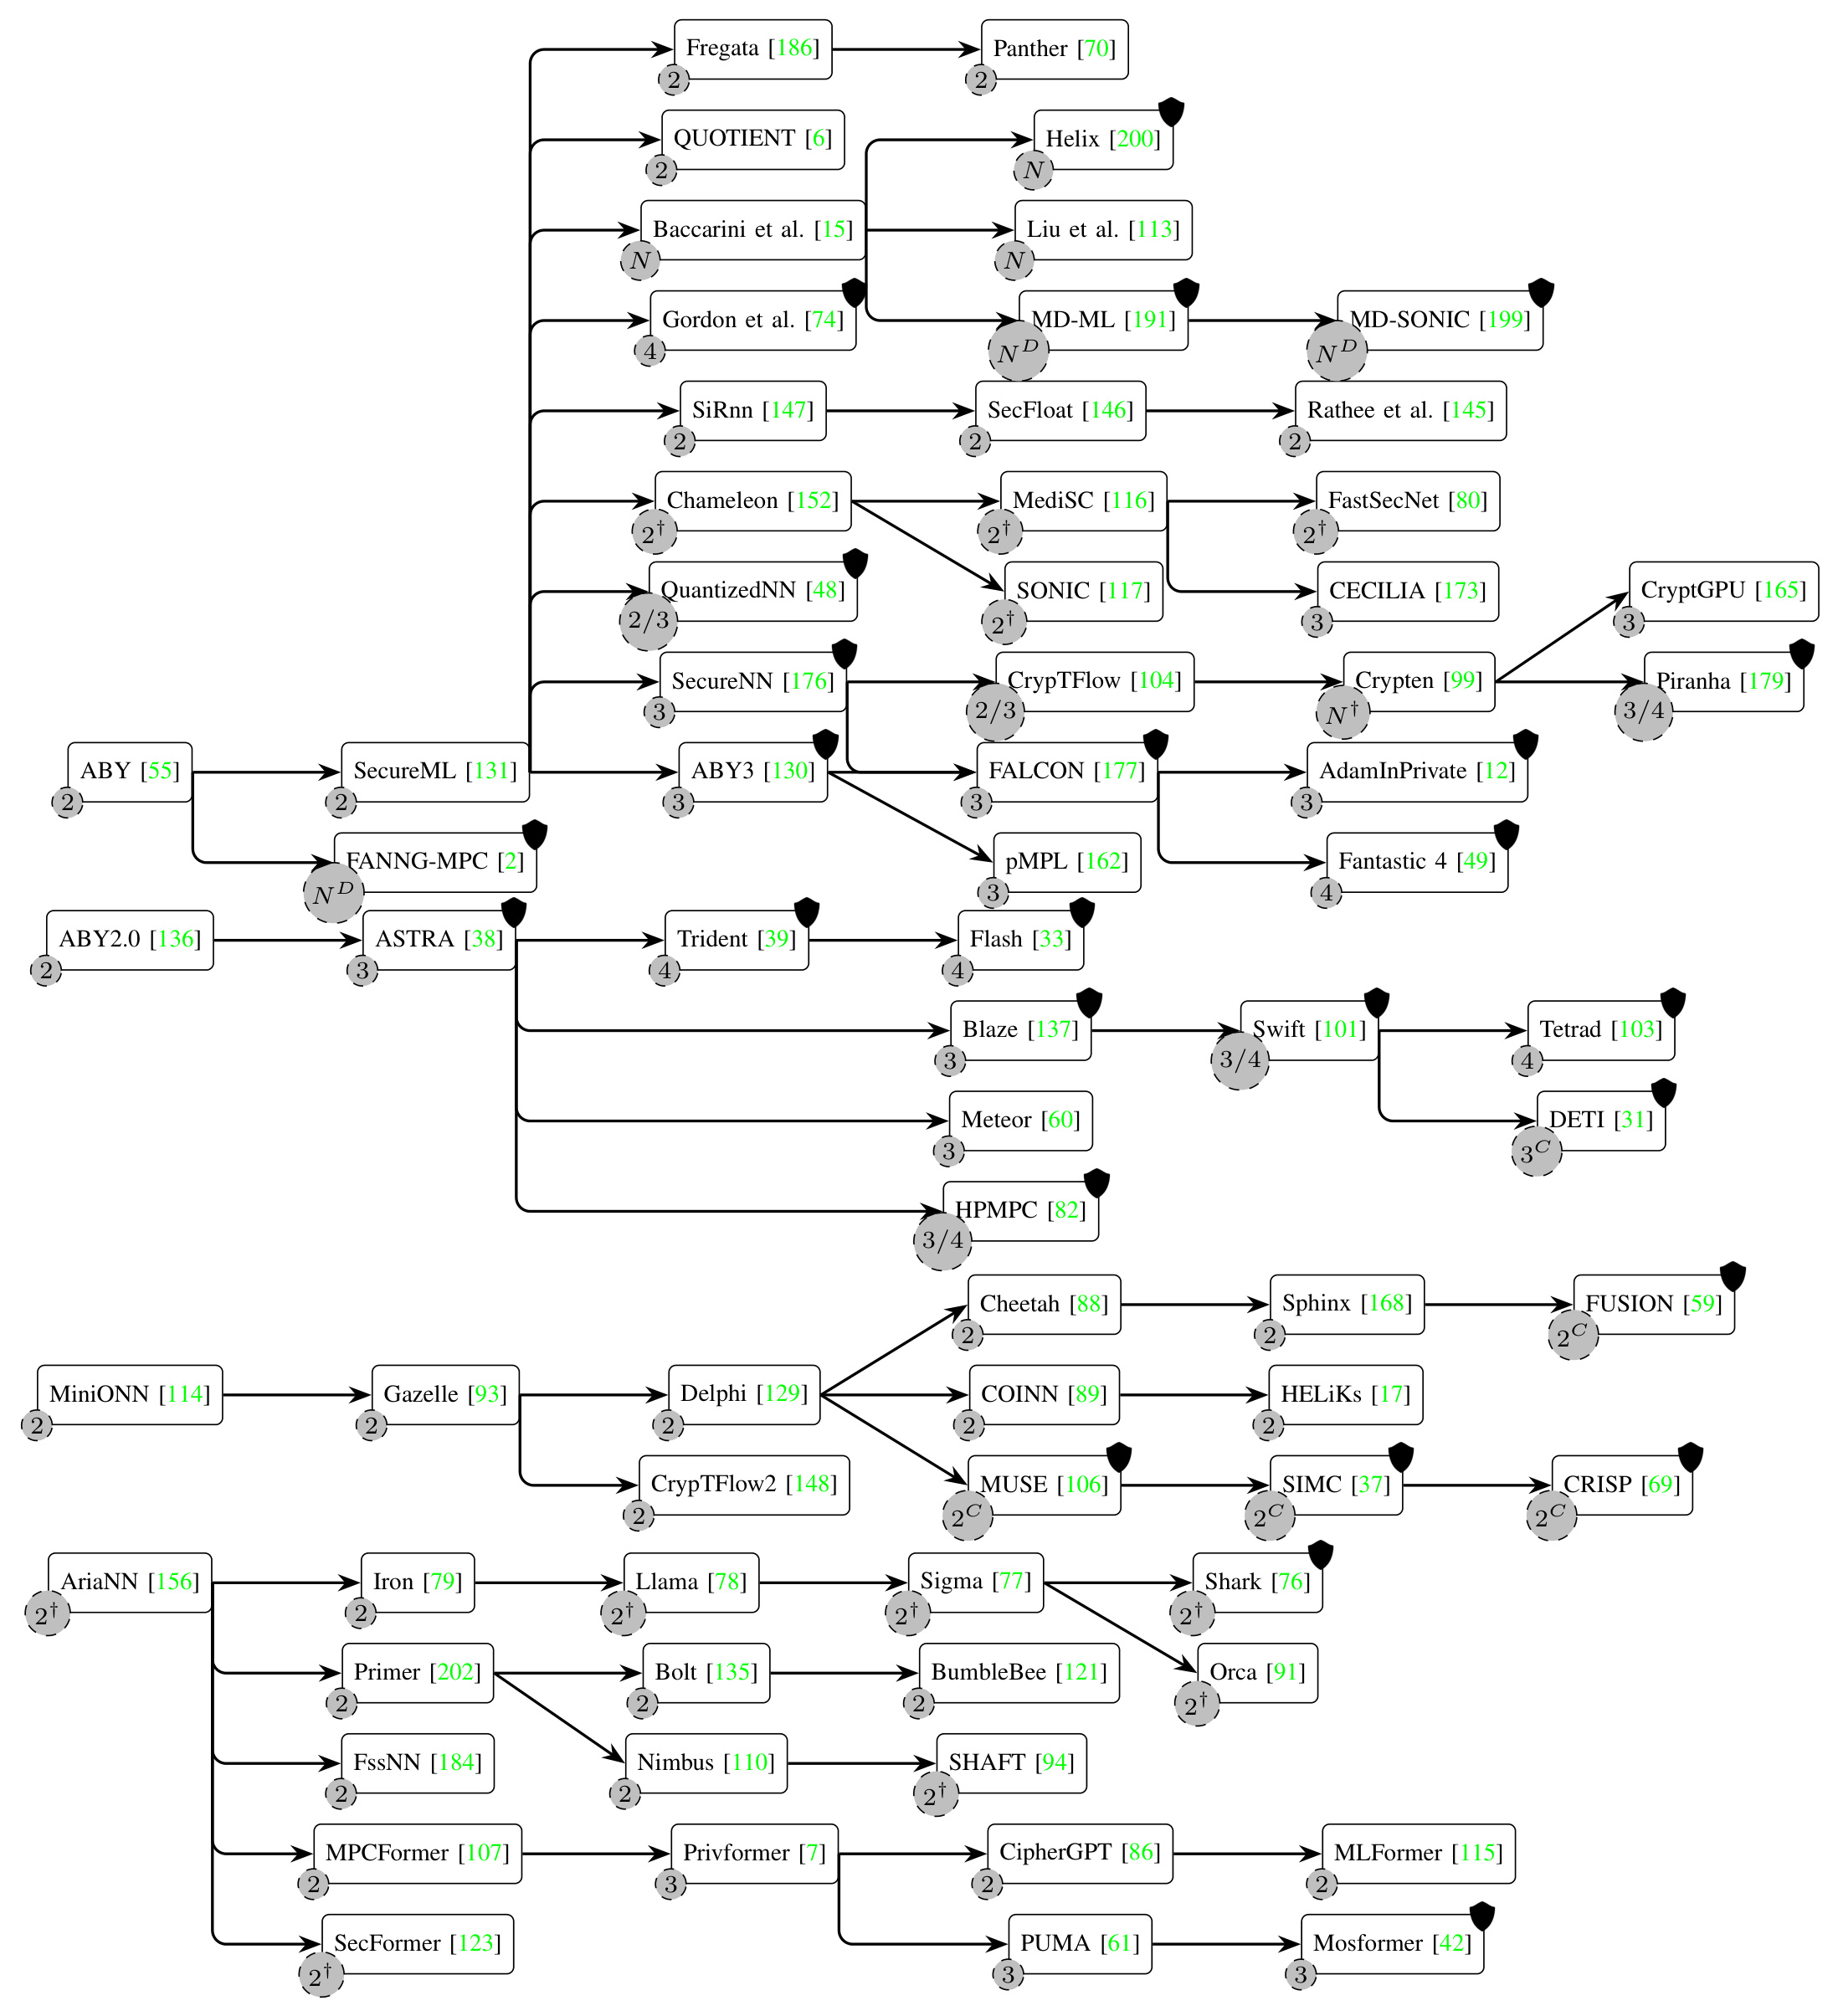 Fregata [186]
2
Panther [70]
2
QUOTIENT [6]
2
Helix [200]
N
Baccarini et al. [15]
N
Liu et al. [113]
N
Gordon et al. [74]
4
MD-ML [191]
N^D
MD-SONIC [199]
N^D
SiRnn [147]
2
SecFloat [146]
2
Rathee et al. [145]
2
Chameleon [152]
2†
MediSC [116]
2†
FastSecNet [80]
2†
QuantizedNN [48]
2/3
SONIC [117]
2†
CECILIA [173]
3
CryptGPU [165]
3
SecureNN [176]
3
CrypTFlow [104]
2/3
Crypten [99]
N†
Piranha [179]
3/4
ABY [55]
2
SecureML [131]
2
ABY3 [130]
3
FALCON [177]
3
AdamInPrivate [12]
3
FANNG-MPC [2]
N^D
pMPL [162]
3
Fantastic 4 [49]
4
ABY2.0 [136]
2
ASTRA [38]
3
Trident [39]
4
Flash [33]
4
Blaze [137]
3
Swift [101]
3/4
Tetrad [103]
4
Meteor [60]
3
DETI [31]
3^C
HPMPC [82]
3/4
Cheetah [88]
2
Sphinx [168]
2
FUSION [59]
2^C
MiniONN [114]
2
Gazelle [93]
2
Delphi [129]
2
COINN [89]
2
HELiKs [17]
2
CrypTFlow2 [148]
2
MUSE [106]
2^C
SIMC [37]
2^C
CRISP [69]
2^C
AriaNN [156]
2†
Iron [79]
2
Llama [78]
2†
Sigma [77]
2†
Shark [76]
2†
Primer [202]
2
Bolt [135]
2
BumbleBee [121]
2
Orca [91]
2†
FssNN [184]
2
Nimbus [110]
2
SHAFT [94]
2†
MPCFormer [107]
2
Privformer [7]
3
CipherGPT [86]
2
MLFormer [115]
2
SecFormer [123]
2†
PUMA [61]
3
Mosformer [42]
3